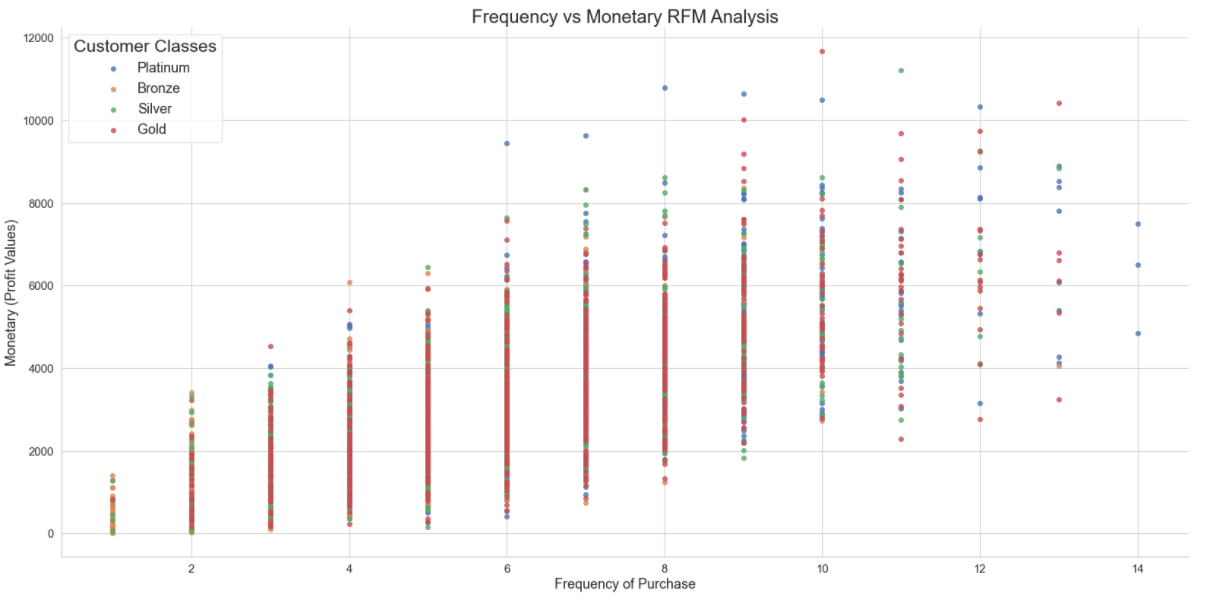 Frequency vs Monetary RFM Analysis
12000
10000
8000
6000
4000
2000
0
Monetary (Profit Values)
Customer Classes
Platinum
Bronze
Silver
Gold
2
4
6
8
10
12
14
Frequency of Purchase